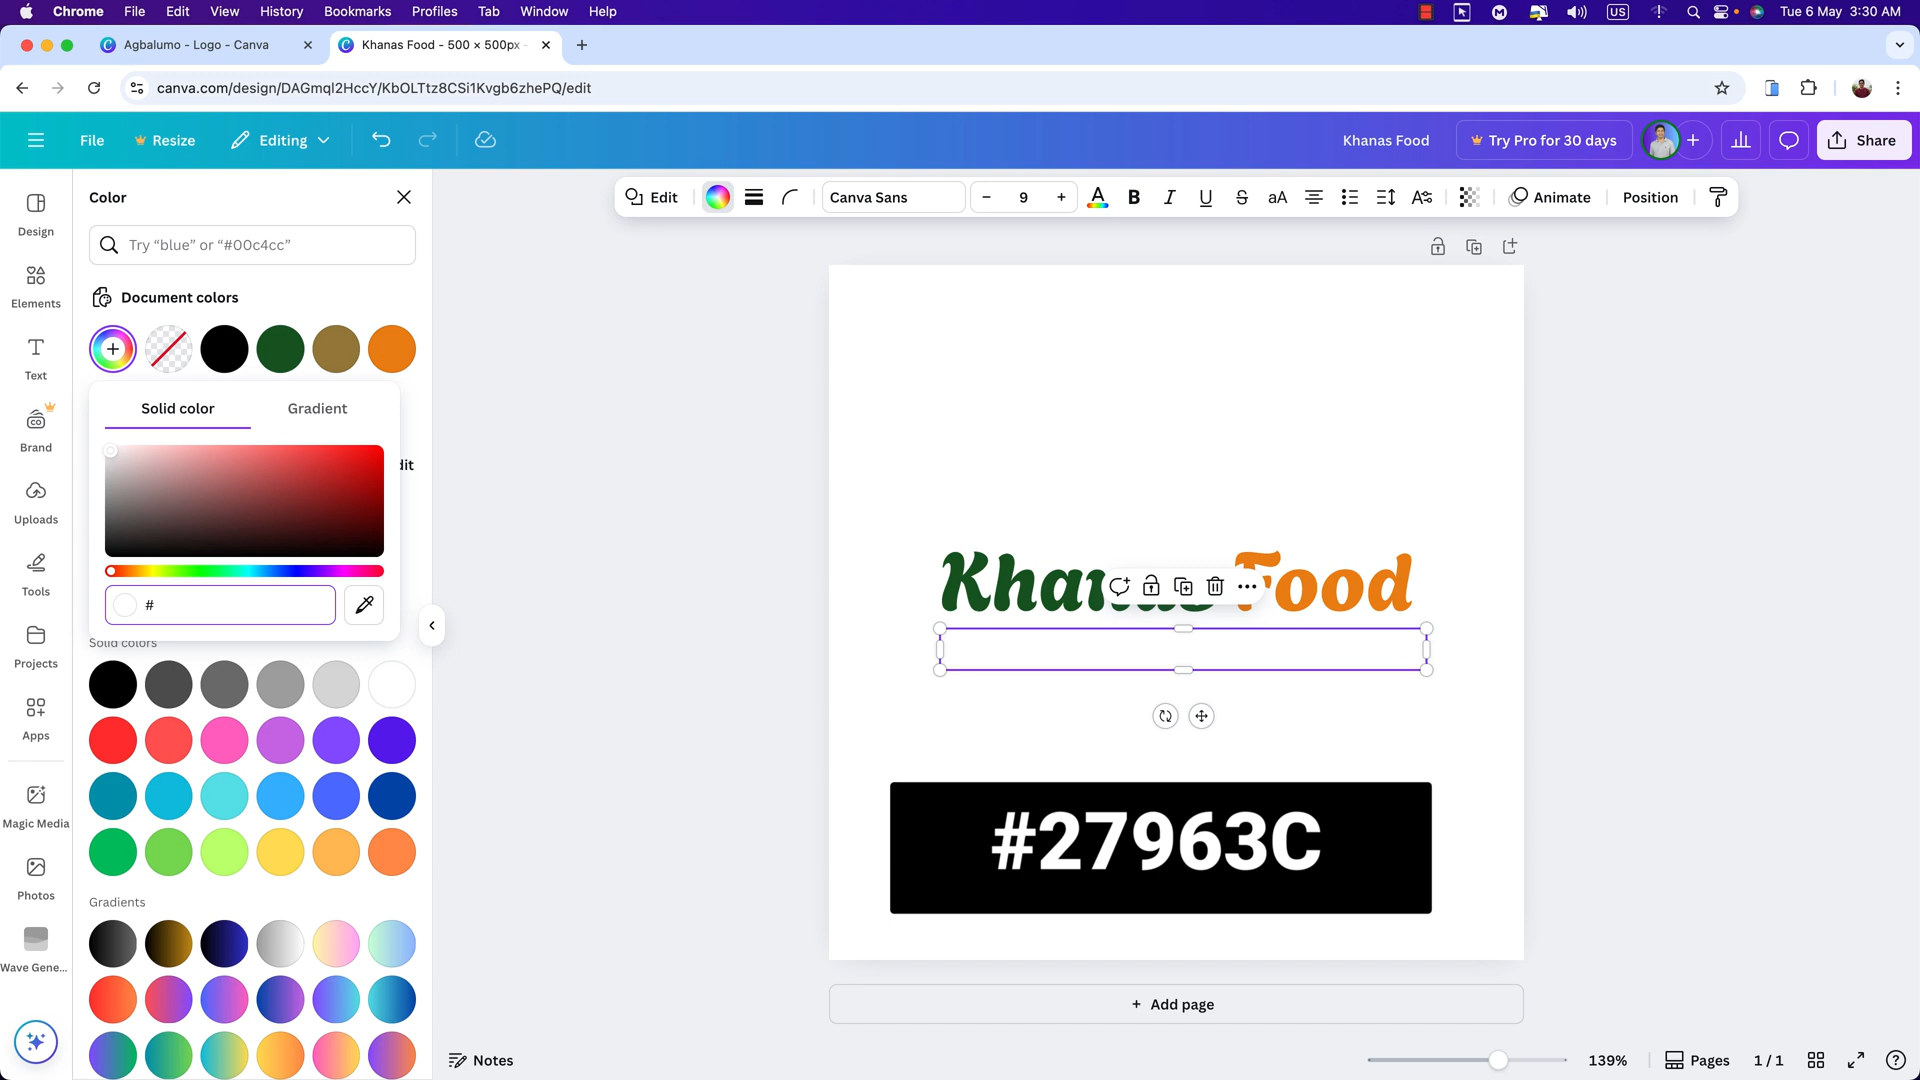 Chrome File Edit View History Bookmarks Profiles Tab Window Help US Tue 6 May 3:30 AM
Agbalumo - Logo - Canva Khanas Food - 500 × 500px -
canva.com/design/DAGmql2HccY/KbOLTtz8CSi1Kvgb6zhePQ/edit
File Resize Editing Khanas Food Try Pro for 30 days Share
Color
Edit Canva Sans 9 B I U S aA Animate Position
Try “blue” or “#00c4cc”
Document colors
Solid color Gradient
dit
#
Solid colors
Gradients
Design
Elements
Text
Brand
Uploads
Tools
Projects
Apps
Magic Media
Photos
Wave Gene...
Khanas Food
#27963C
+ Add page
Notes 139% Pages 1 / 1